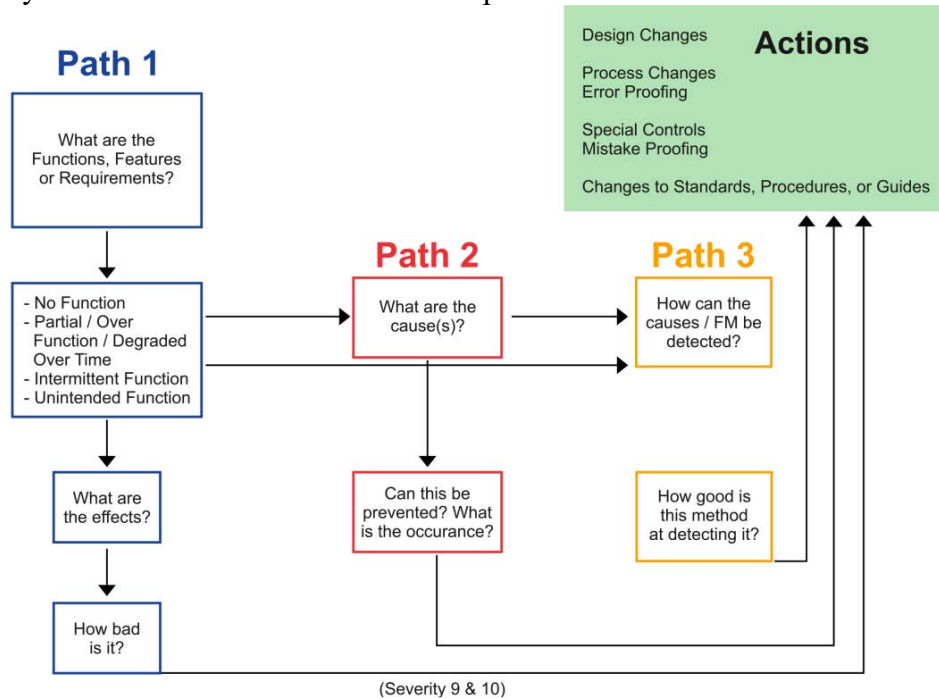 Path 1
What are the
Functions, Features
or Requirements?
- No Function
- Partial / Over
Function / Degraded
Over Time
- Intermittent Function
- Unintended Function
What are
the effects?
How bad
is it?
(Severity 9 & 10)
Path 2
What are the
cause(s)?
Can this be
prevented? What
is the occurance?
Path 3
How can the
causes / FM be
detected?
How good is
this method
at detecting it?
Actions
Design Changes
Process Changes
Error Proofing
Special Controls
Mistake Proofing
Changes to Standards, Procedures, or Guides